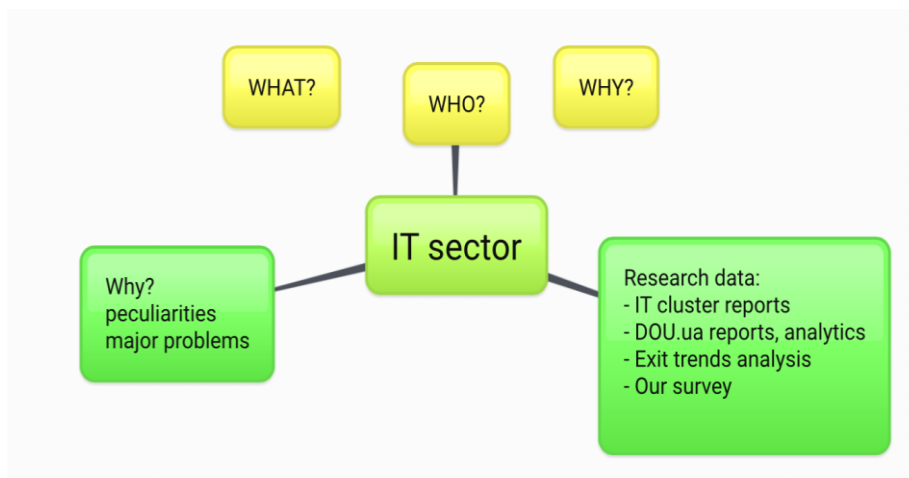 WHAT?
WHO?
WHY?
IT sector
Why?
peculiarities
major problems
Research data:
- IT cluster reports
- DOU.ua reports, analytics
- Exit trends analysis
- Our survey